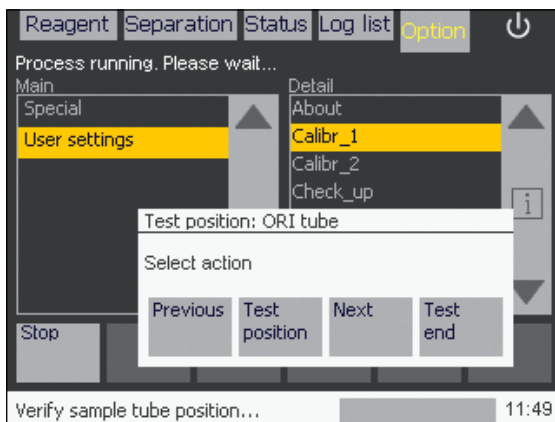 Reagent Separation Status Log list Option
Process running. Please wait...
Main Detail
Special About
User settings Calibr_1
Calibr_2
Check_up
i
Test position: ORI tube
Select action
Previous Test position Next Test end
Stop
Verify sample tube position... 11:49